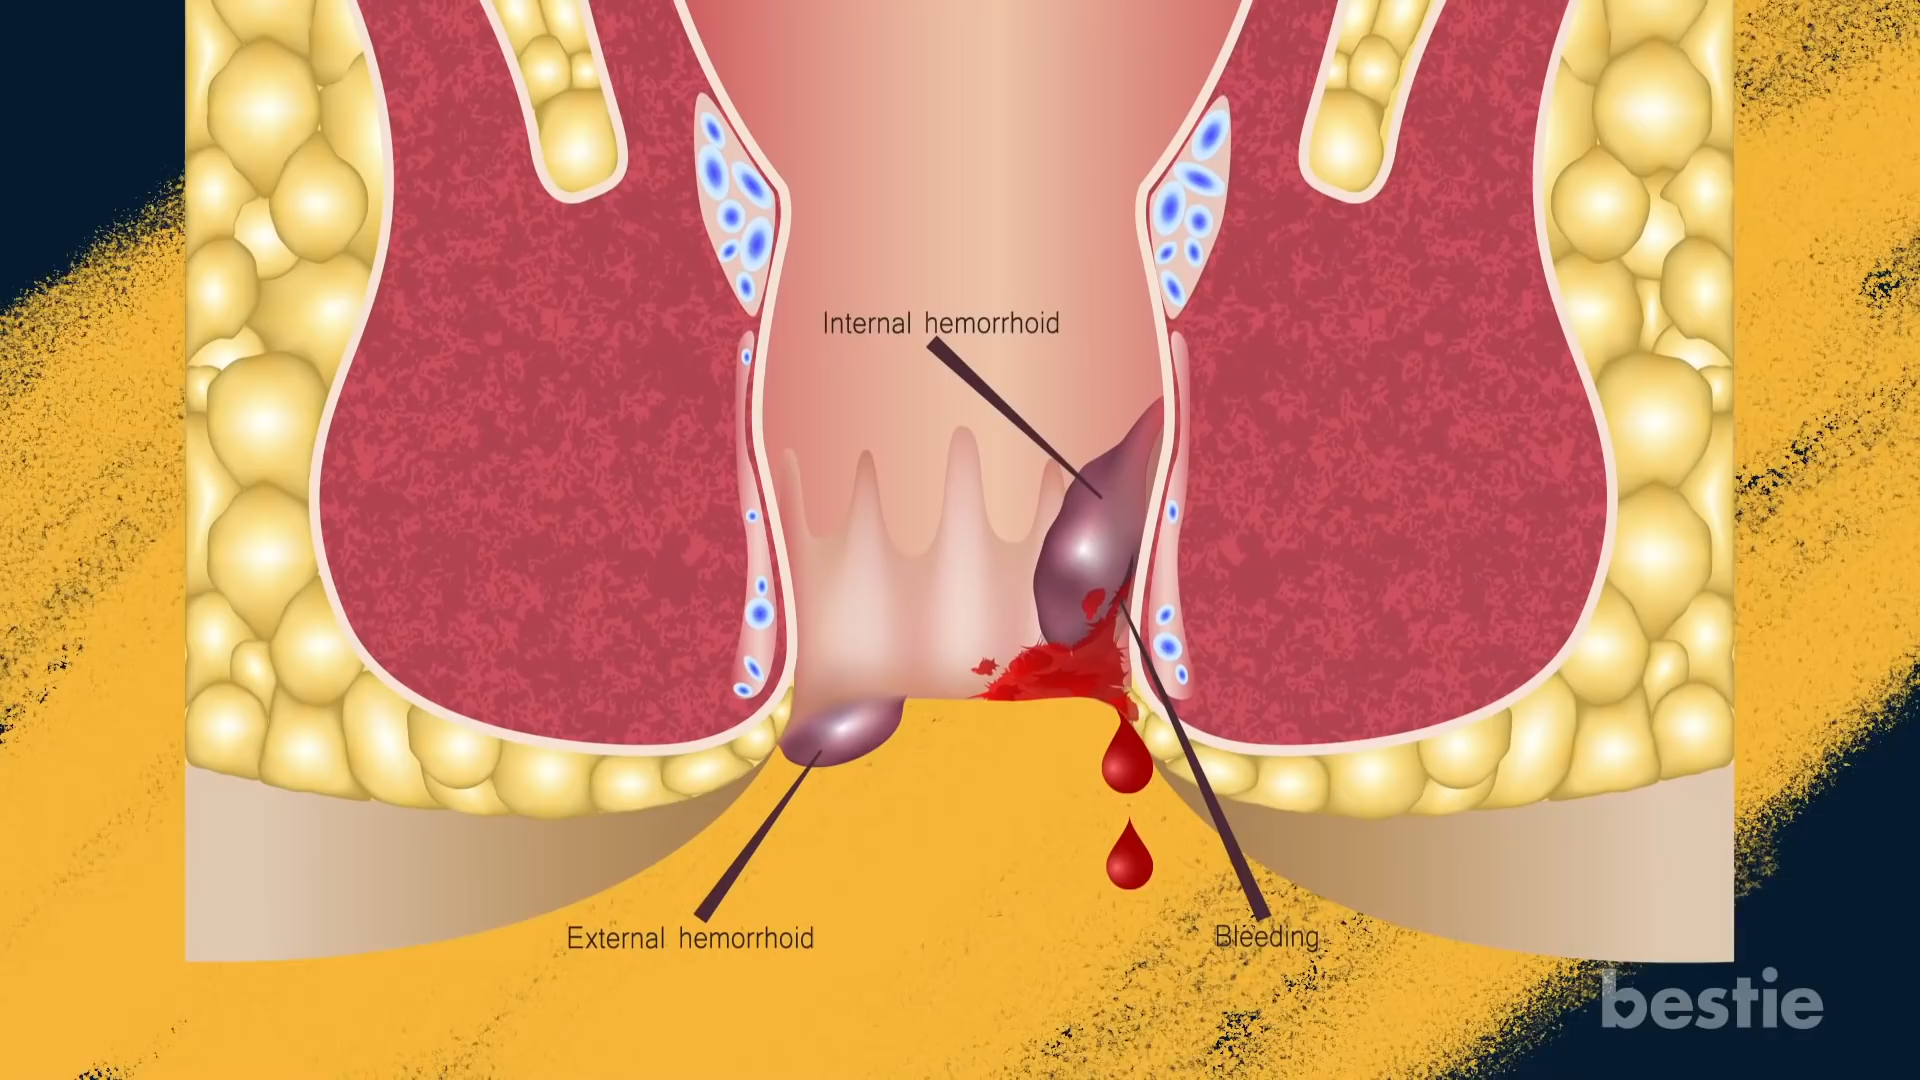 Internal hemorrhoid
External hemorrhoid
Bleeding
bestie